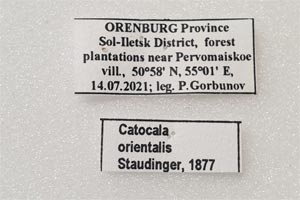 ORENBURG Province
Sol-Iletsk District, forest
plantations near Pervomaiskoe
vill., 50°58' N, 55°01' E,
14.07.2021; leg. P.Gorbunov
Catocala
orientalis
Staudinger, 1877